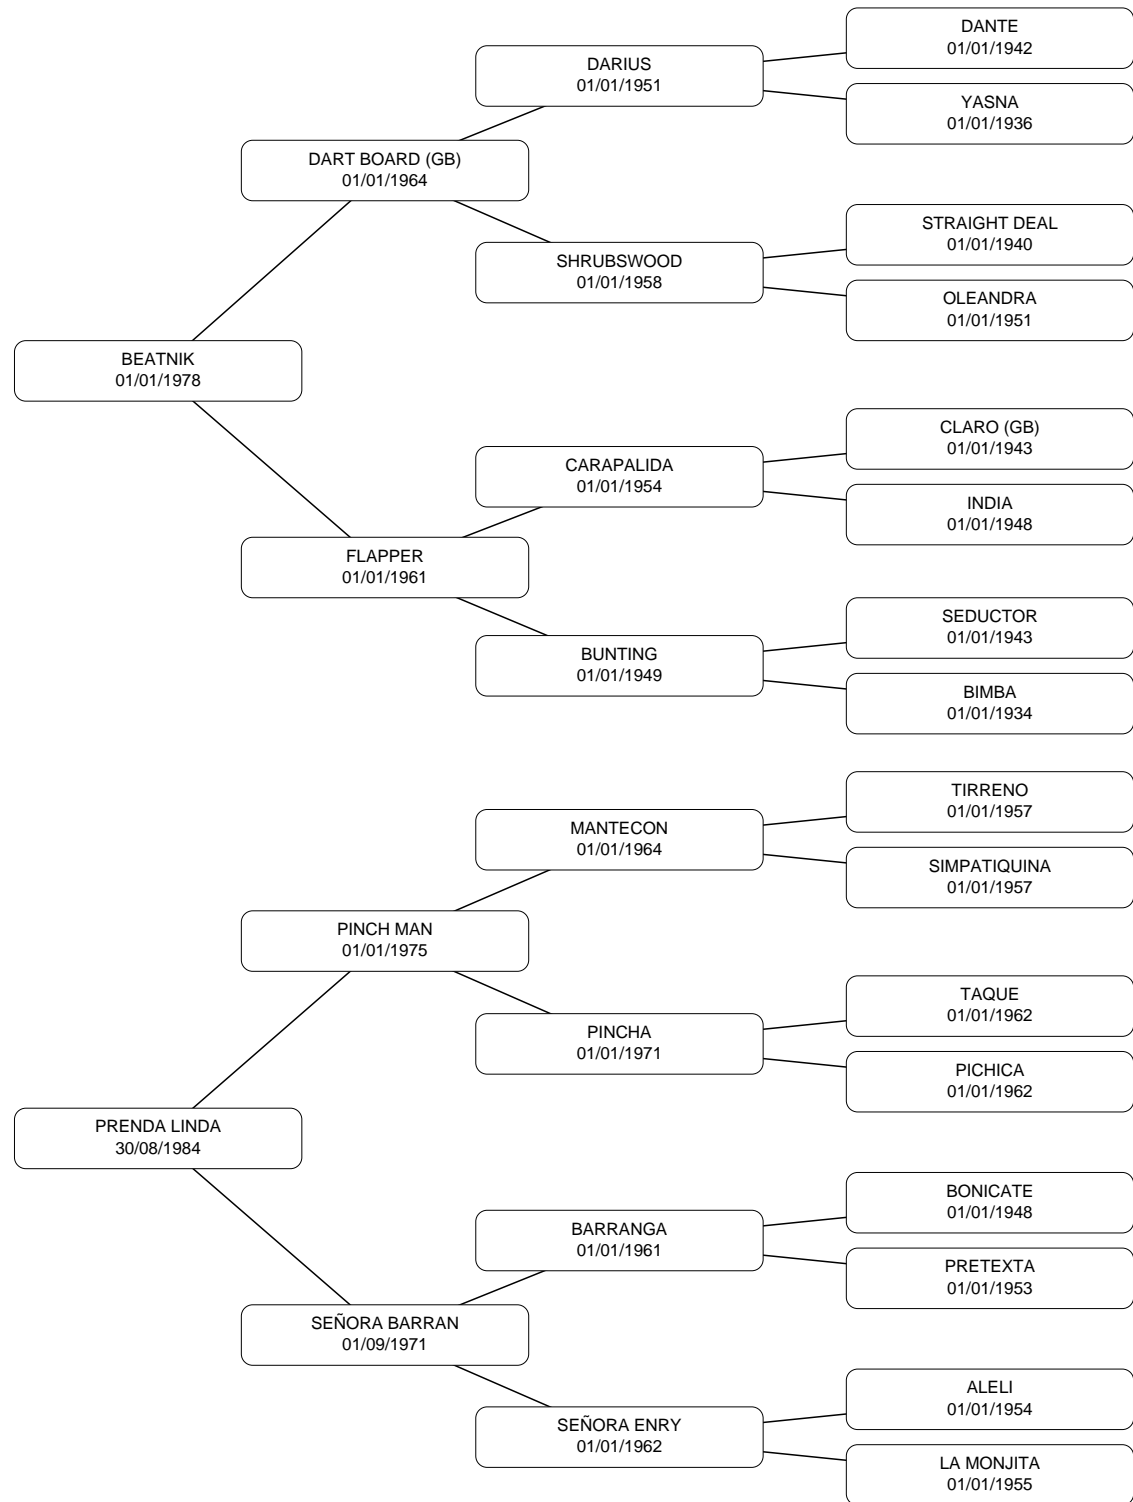 DANTE
01/01/1942
DARIUS
01/01/1951
YASNA
01/01/1936
DART BOARD (GB)
01/01/1964
STRAIGHT DEAL
01/01/1940
SHRUBSWOOD
01/01/1958
OLEANDRA
01/01/1951
BEATNIK
01/01/1978
CLARO (GB)
01/01/1943
CARAPALIDA
01/01/1954
INDIA
01/01/1948
FLAPPER
01/01/1961
SEDUCTOR
01/01/1943
BUNTING
01/01/1949
BIMBA
01/01/1934
TIRRENO
01/01/1957
MANTECON
01/01/1964
SIMPATIQUINA
01/01/1957
PINCH MAN
01/01/1975
TAQUE
01/01/1962
PINCHA
01/01/1971
PICHICA
01/01/1962
PRENDA LINDA
30/08/1984
BONICATE
01/01/1948
BARRANGA
01/01/1961
PRETEXTA
01/01/1953
SEÑORA BARRAN
01/09/1971
ALELI
01/01/1954
SEÑORA ENRY
01/01/1962
LA MONJITA
01/01/1955